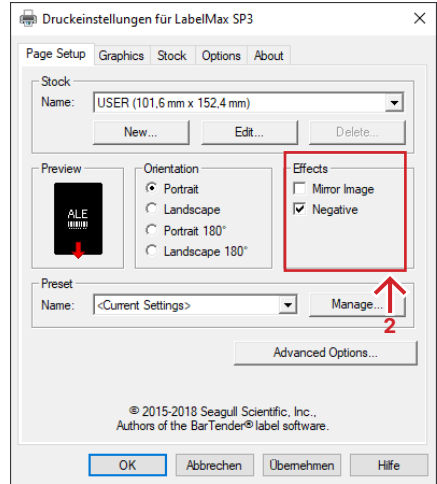 Druckeinstellungen für LabelMax SP3
Page Setup Graphics Stock Options About
Stock
Name: USER (101,6 mm x 152,4 mm)
New... Edit... Delete...
Preview
ALE
Orientation
Portrait
Landscape
Portrait 180°
Landscape 180°
Effects
Mirror Image
Negative
Preset
Name: <Current Settings> Manage...
2
Advanced Options...
© 2015-2018 Seagull Scientific, Inc.,
Authors of the BarTender® label software.
OK Abbrechen Übernehmen Hilfe